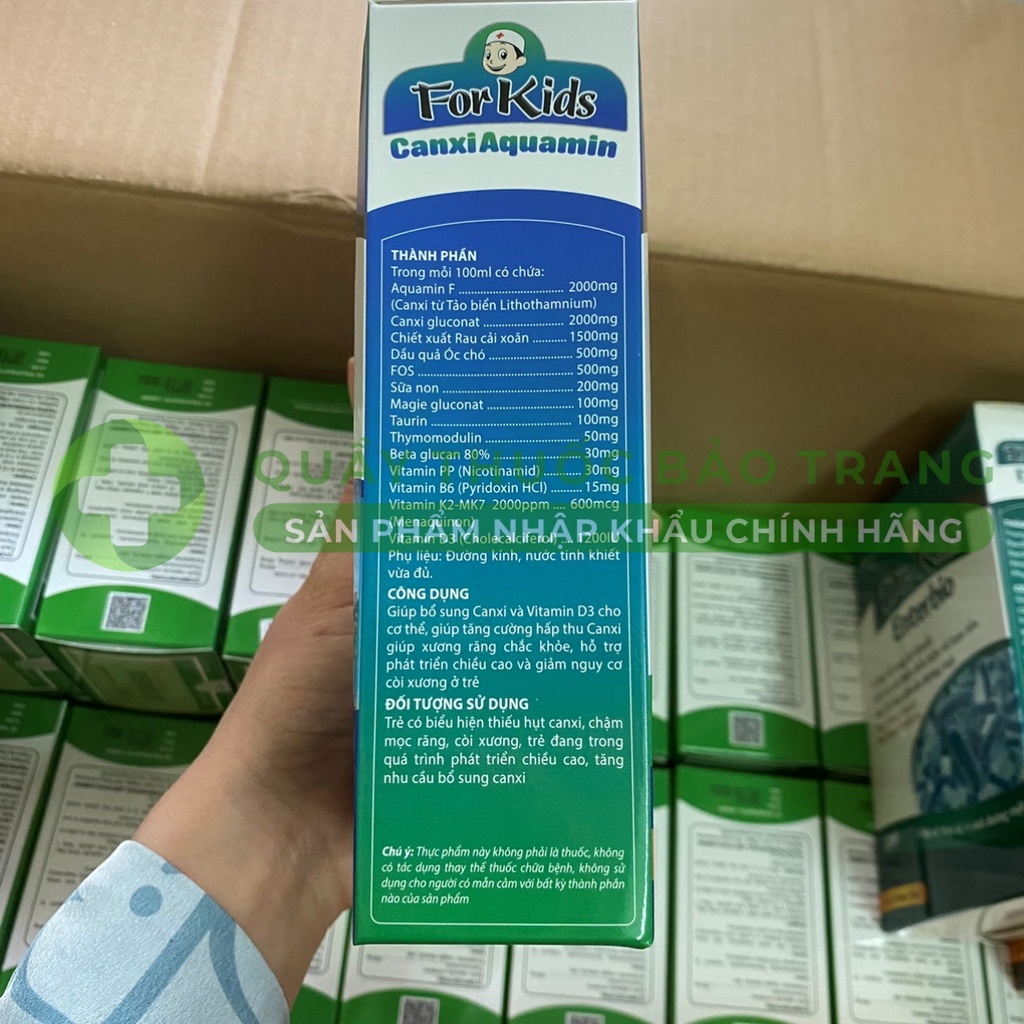 For Kids
Canxi Aquamin
THÀNH PHẦN
Trong mỗi 100ml có chứa:
Aquamin F ................................ 2000mg
(Canxi từ Tảo biển Lithothamnium)
Canxi gluconat ........................ 2000mg
Chiết xuất Rau cải xoăn .......... 1500mg
Dầu quả Óc chó ......................... 500mg
FOS ............................................... 500mg
Sữa non ....................................... 200mg
Magie gluconat .......................... 100mg
Taurin ........................................... 100mg
Thymomodulin ............................ 50mg
Beta glucan 80% .......................... 30mg
Vitamin PP (Nicotinamid) .......... 30mg
Vitamin B6 (Pyridoxin HCl) .......... 15mg
Vitamin K2-MK7 2000ppm .... 600mcg
(Menaquinon)
Vitamin D3 (Cholecalciferol) ... 1200IU
Phụ liệu: Đường kính, nước tinh khiết
vừa đủ.
CÔNG DỤNG
Giúp bổ sung Canxi và Vitamin D3 cho
cơ thể, giúp tăng cường hấp thu Canxi
giúp xương răng chắc khỏe, hỗ trợ
phát triển chiều cao và giảm nguy cơ
còi xương ở trẻ
ĐỐI TƯỢNG SỬ DỤNG
Trẻ có biểu hiện thiếu hụt canxi, chậm
mọc răng, còi xương, trẻ đang trong
quá trình phát triển chiều cao, tăng
nhu cầu bổ sung canxi
Chú ý: Thực phẩm này không phải là thuốc, không
có tác dụng thay thế thuốc chữa bệnh, không sử
dụng cho người có mẫn cảm với bất kỳ thành phần
nào của sản phẩm
QUẦY THUỐC BẢO TRANG
SẢN PHẨM NHẬP KHẨU CHÍNH HÃNG
Enterbio